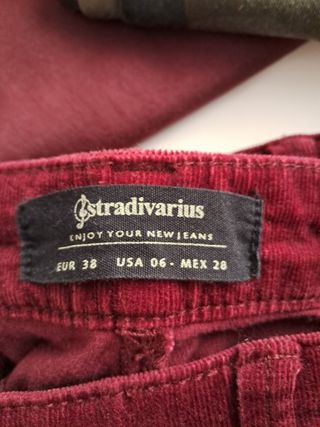 stradivarius
ENJOY YOUR NEW JEANS
EUR 38 USA 06 - MEX 28